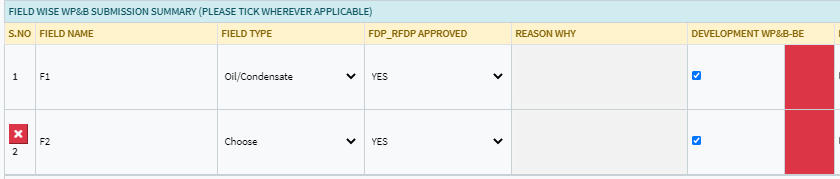 FIELD WISE WP&B SUBMISSION SUMMARY (PLEASE TICK WHEREVER APPLICABLE)
S.NO FIELD NAME FIELD TYPE FDP_RFDP APPROVED REASON WHY DEVELOPMENT WP&B-BE
1 F1 Oil/Condensate YES
2 F2 Choose YES